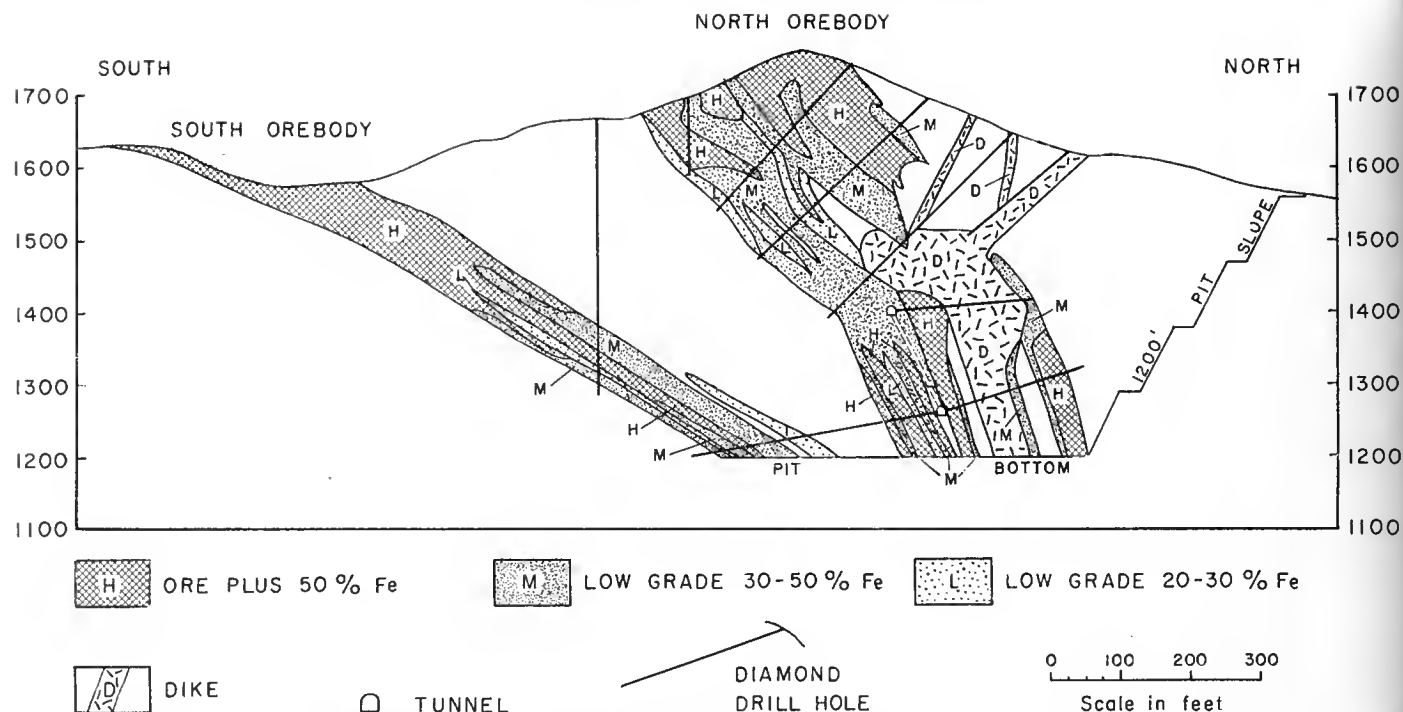 NORTH OREBODY
SOUTH
NORTH
1700
1700
SOUTH OREBODY
H
H
M
D
1600
1600
H
M
M
D
D
L
L
H
1500
1500
D
L
PIT SLOPE
1400
1400
M
H
H
M
D
L
1300
1300
M
H
H
1200'
H
M
M
1200
1200
PIT
M
BOTTOM
1100
1100
H ORE PLUS 50 % Fe
M LOW GRADE 30-50 % Fe
L LOW GRADE 20-30 % Fe
D DIKE
TUNNEL
DIAMOND
DRILL HOLE
0 100 200 300
Scale in feet